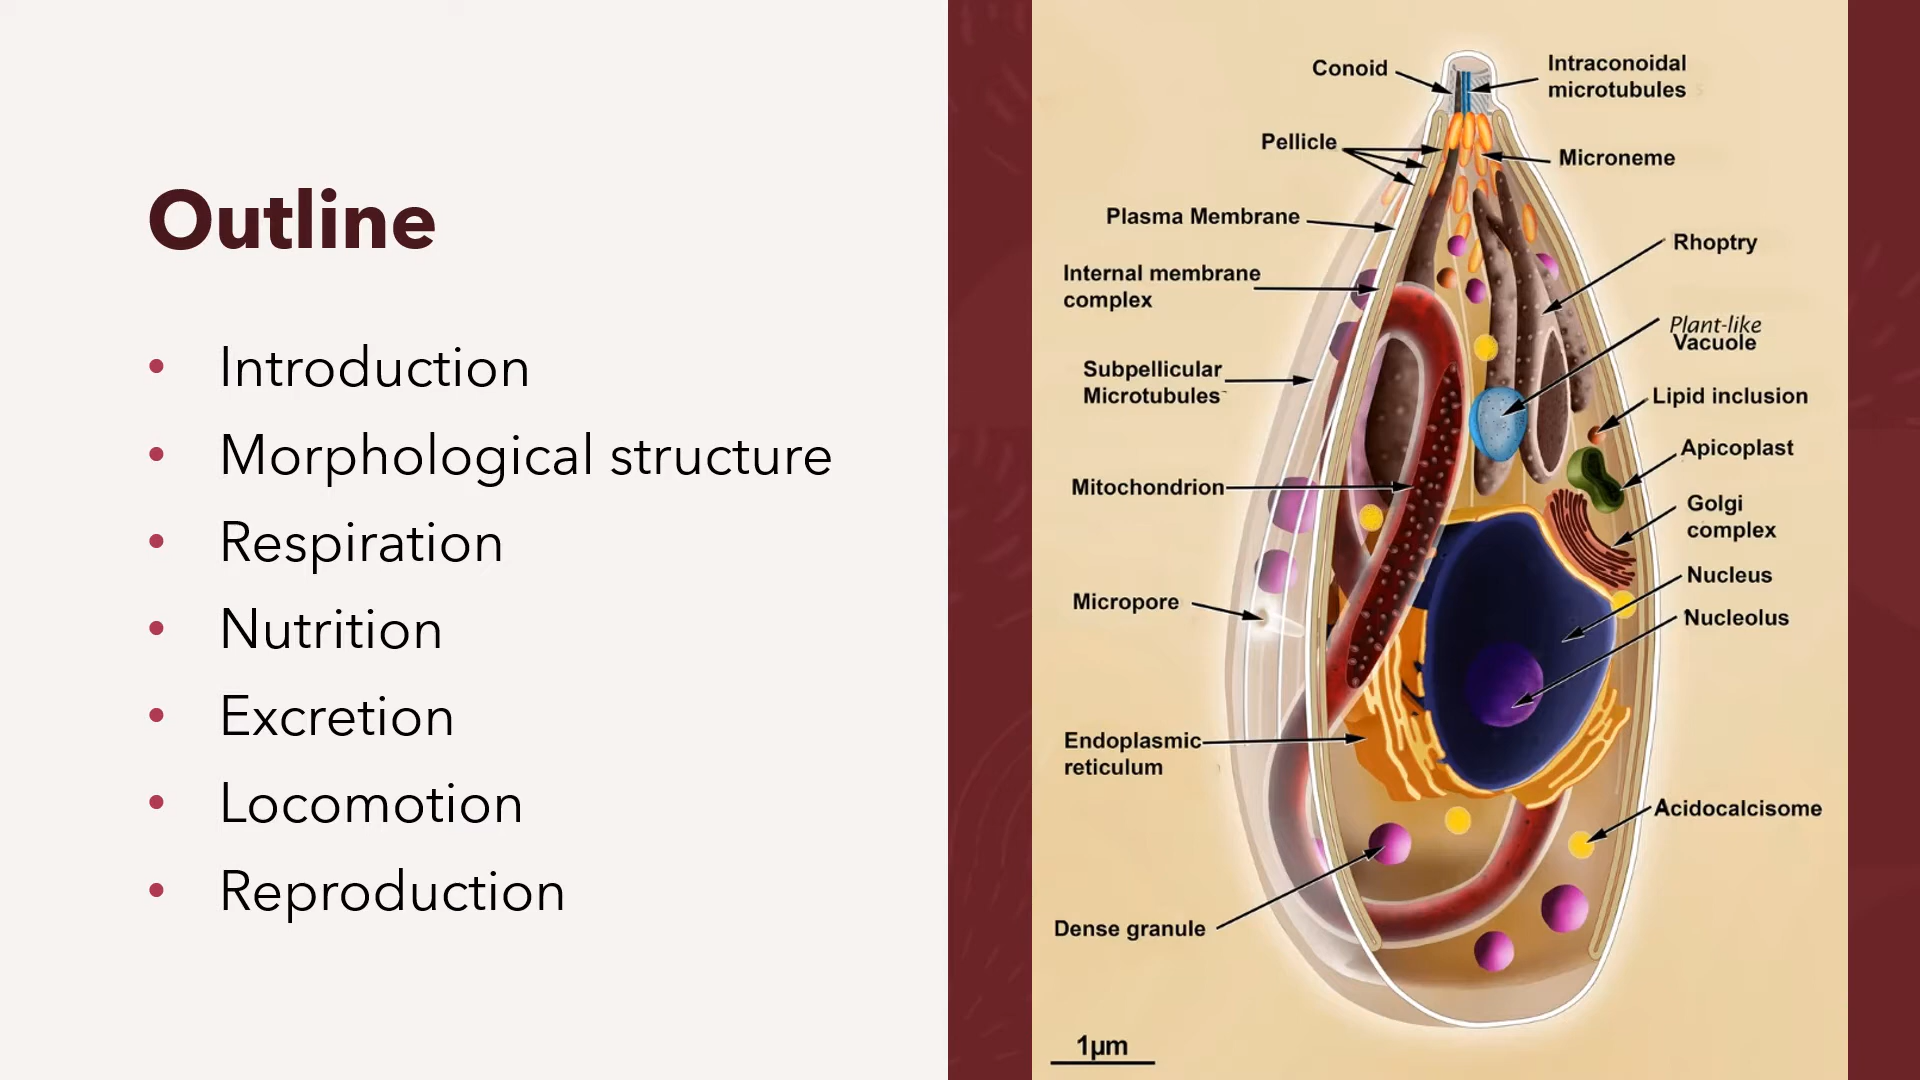 Outline
• Introduction
• Morphological structure
• Respiration
• Nutrition
• Excretion
• Locomotion
• Reproduction
Conoid
Intraconoidal
microtubules
Pellicle
Microneme
Plasma Membrane
Rhoptry
Internal membrane
complex
Plant-like
Vacuole
Subpellicular
Microtubules
Lipid inclusion
Apicoplast
Mitochondrion
Golgi
complex
Nucleus
Micropore
Nucleolus
Endoplasmic
reticulum
Acidocalcisome
Dense granule
1µm